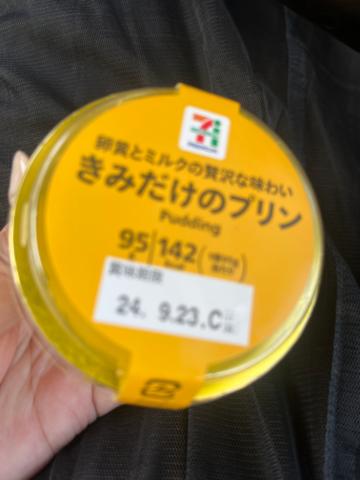 卵黄とミルクの贅沢な味わい
きみだけのプリン
Pudding
95 142
賞味期限
24. 9.23.C